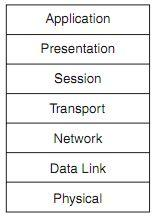 Application
Presentation
Session
Transport
Network
Data Link
Physical